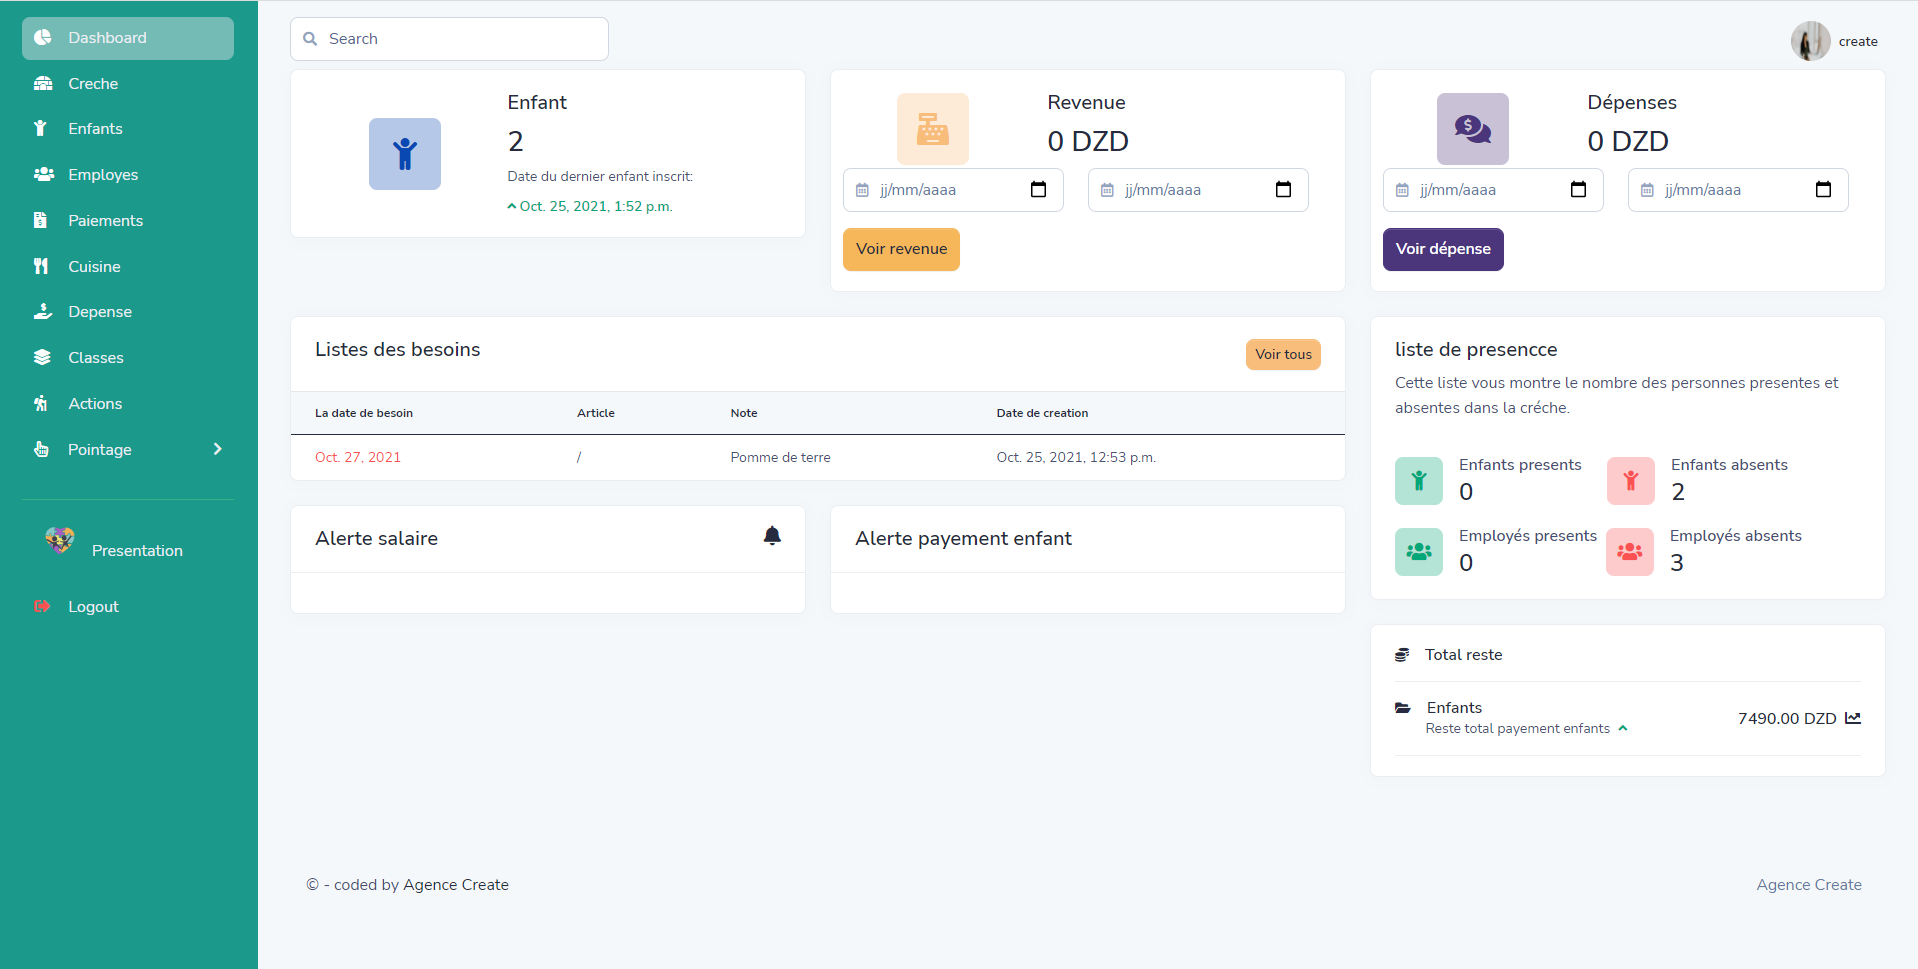 Dashboard
Creche
Enfants
Employes
Paiements
Cuisine
Depense
Classes
Actions
Pointage
Presentation
Logout
Search
create
Enfant
2
Date du dernier enfant inscrit:
Oct. 25, 2021, 1:52 p.m.
Revenue
0 DZD
jj/mm/aaaa
jj/mm/aaaa
Voir revenue
Dépenses
0 DZD
jj/mm/aaaa
jj/mm/aaaa
Voir dépense
Listes des besoins
Voir tous
La date de besoin Article Note Date de creation
Oct. 27, 2021 / Pomme de terre Oct. 25, 2021, 12:53 p.m.
Alerte salaire
Alerte payement enfant
liste de presencce
Cette liste vous montre le nombre des personnes presentes et
absentes dans la créche.
Enfants presents
0
Enfants absents
2
Employés presents
0
Employés absents
3
Total reste
Enfants
Reste total payement enfants
7490.00 DZD
© - coded by Agence Create
Agence Create